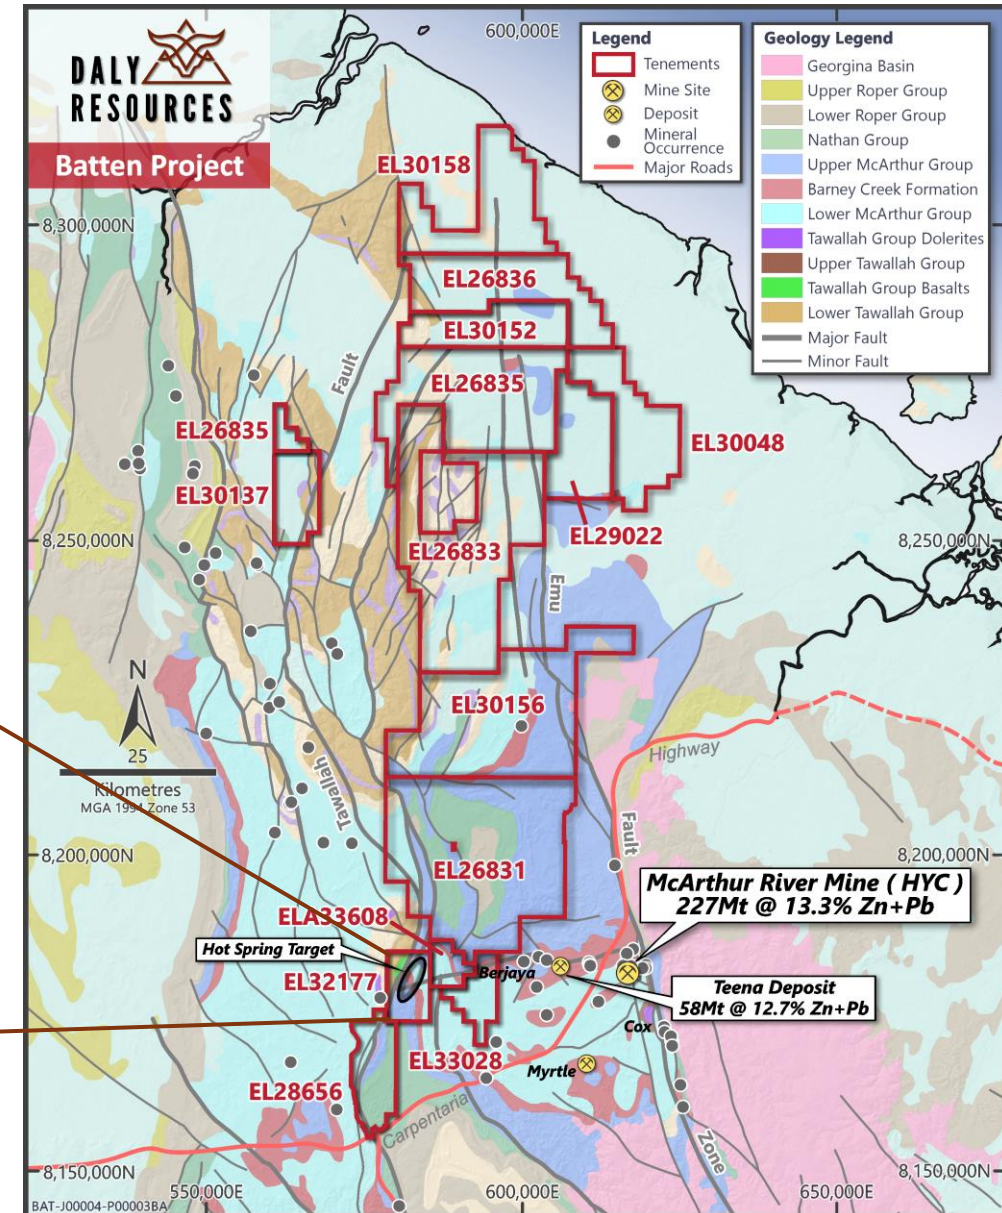 DALY
RESOURCES
Batten Project
600,000E
Legend
Tenements
Mine Site
Deposit
Mineral
Occurrence
Major Roads
Geology Legend
Georgina Basin
Upper Roper Group
Lower Roper Group
Nathan Group
Upper McArthur Group
Barney Creek Formation
Lower McArthur Group
Tawallah Group Dolerites
Upper Tawallah Group
Tawallah Group Basalts
Lower Tawallah Group
Major Fault
Minor Fault
EL30158
8,300,000N
EL26836
EL30152
Fault
EL26835
EL26835
EL30048
EL30137
EL29022
8,250,000N
EL26833
8,250,000N
Emu
N
25
Kilometres
MGA 1994 Zone 53
EL30156
Highway
Tawallah
Fault
8,200,000N
EL26831
8,200,000N
McArthur River Mine ( HYC )
227Mt @ 13.3% Zn+Pb
ELA33608
Hot Spring Target
Berjaya
EL32177
Teena Deposit
58Mt @ 12.7% Zn+Pb
Cox
EL33028
Myrtle
EL28656
Carpentaria
Zone
8,150,000N
8,150,000N
550,000E
600,000E
650,000E
BAT-J00004-P00003BA